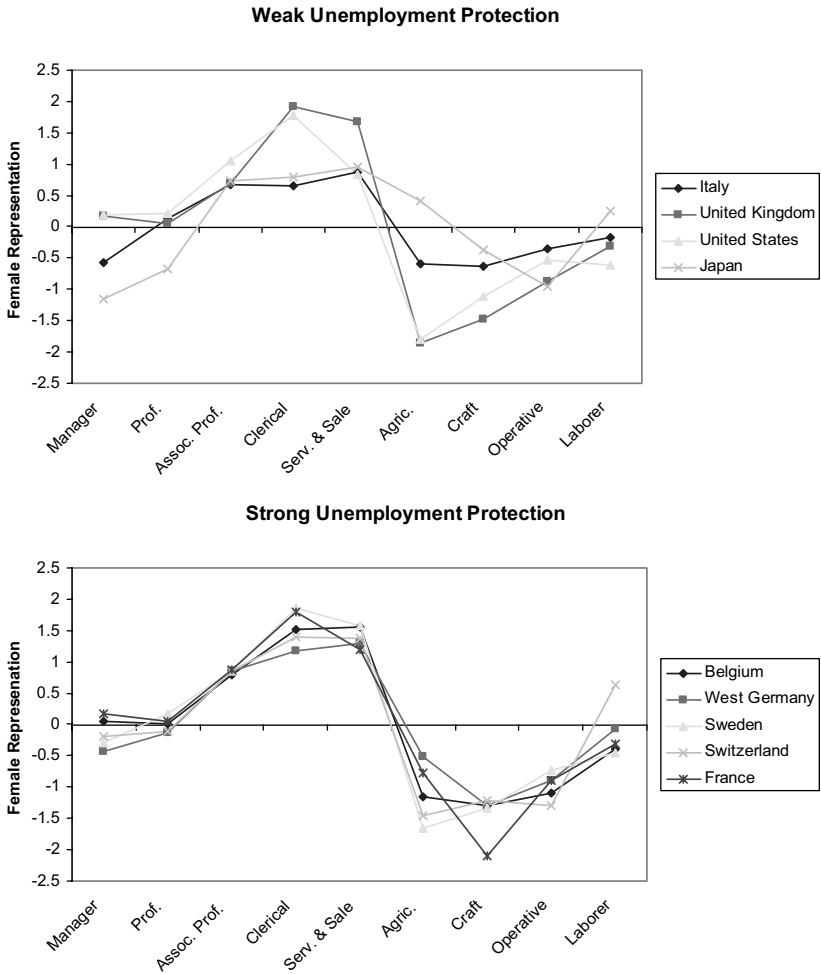 Weak Unemployment Protection
2.5
2
1.5
1
0.5
0
-0.5
-1
-1.5
-2
-2.5
Female Representation
Manager
Prof.
Assoc. Prof.
Clerical
Serv. & Sale
Agric.
Craft
Operative
Laborer
Italy
United Kingdom
United States
Japan
Strong Unemployment Protection
2.5
2
1.5
1
0.5
0
-0.5
-1
-1.5
-2
-2.5
Female Represenation
Manager
Prof.
Assoc. Prof.
Clerical
Serv. & Sale
Agric.
Craft
Operative
Laborer
Belgium
West Germany
Sweden
Switzerland
France